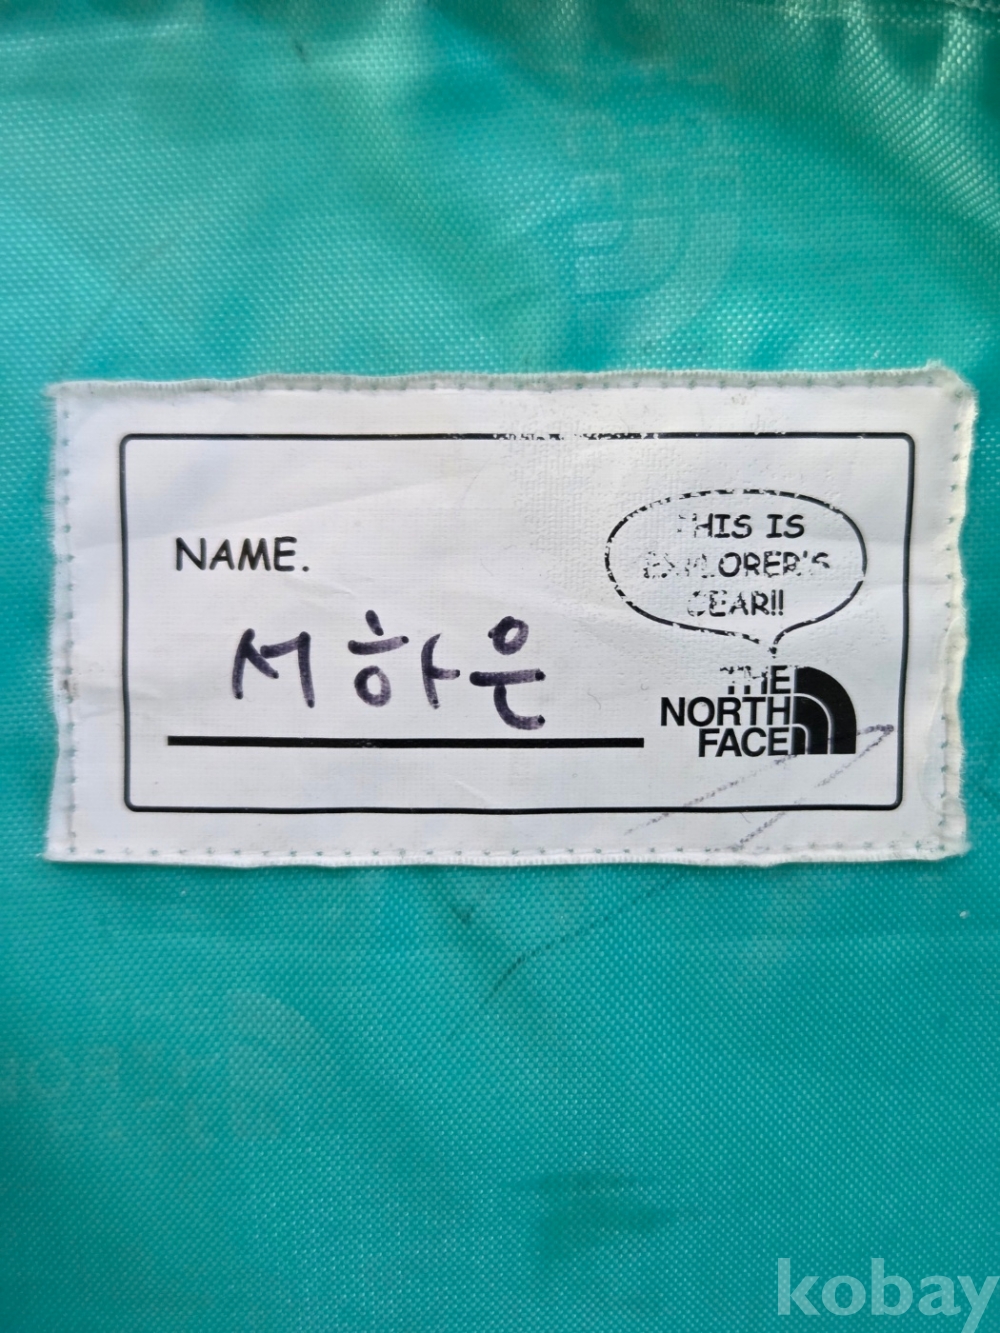 NAME.
서하은
THIS IS
EXPLORER'S
GEAR!!
THE
NORTH
FACE
kobay